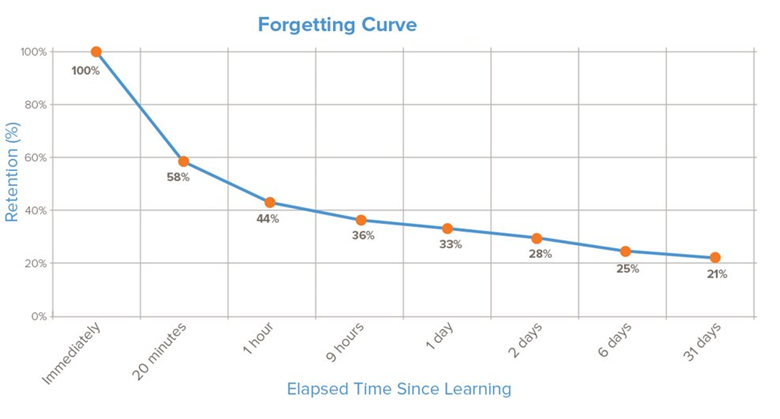 Forgetting Curve
Retention (%)
100%
80%
60%
40%
20%
0%
100%
58%
44%
36%
33%
28%
25%
21%
Immediately
20 minutes
1 hour
9 hours
1 day
2 days
6 days
31 days
Elapsed Time Since Learning